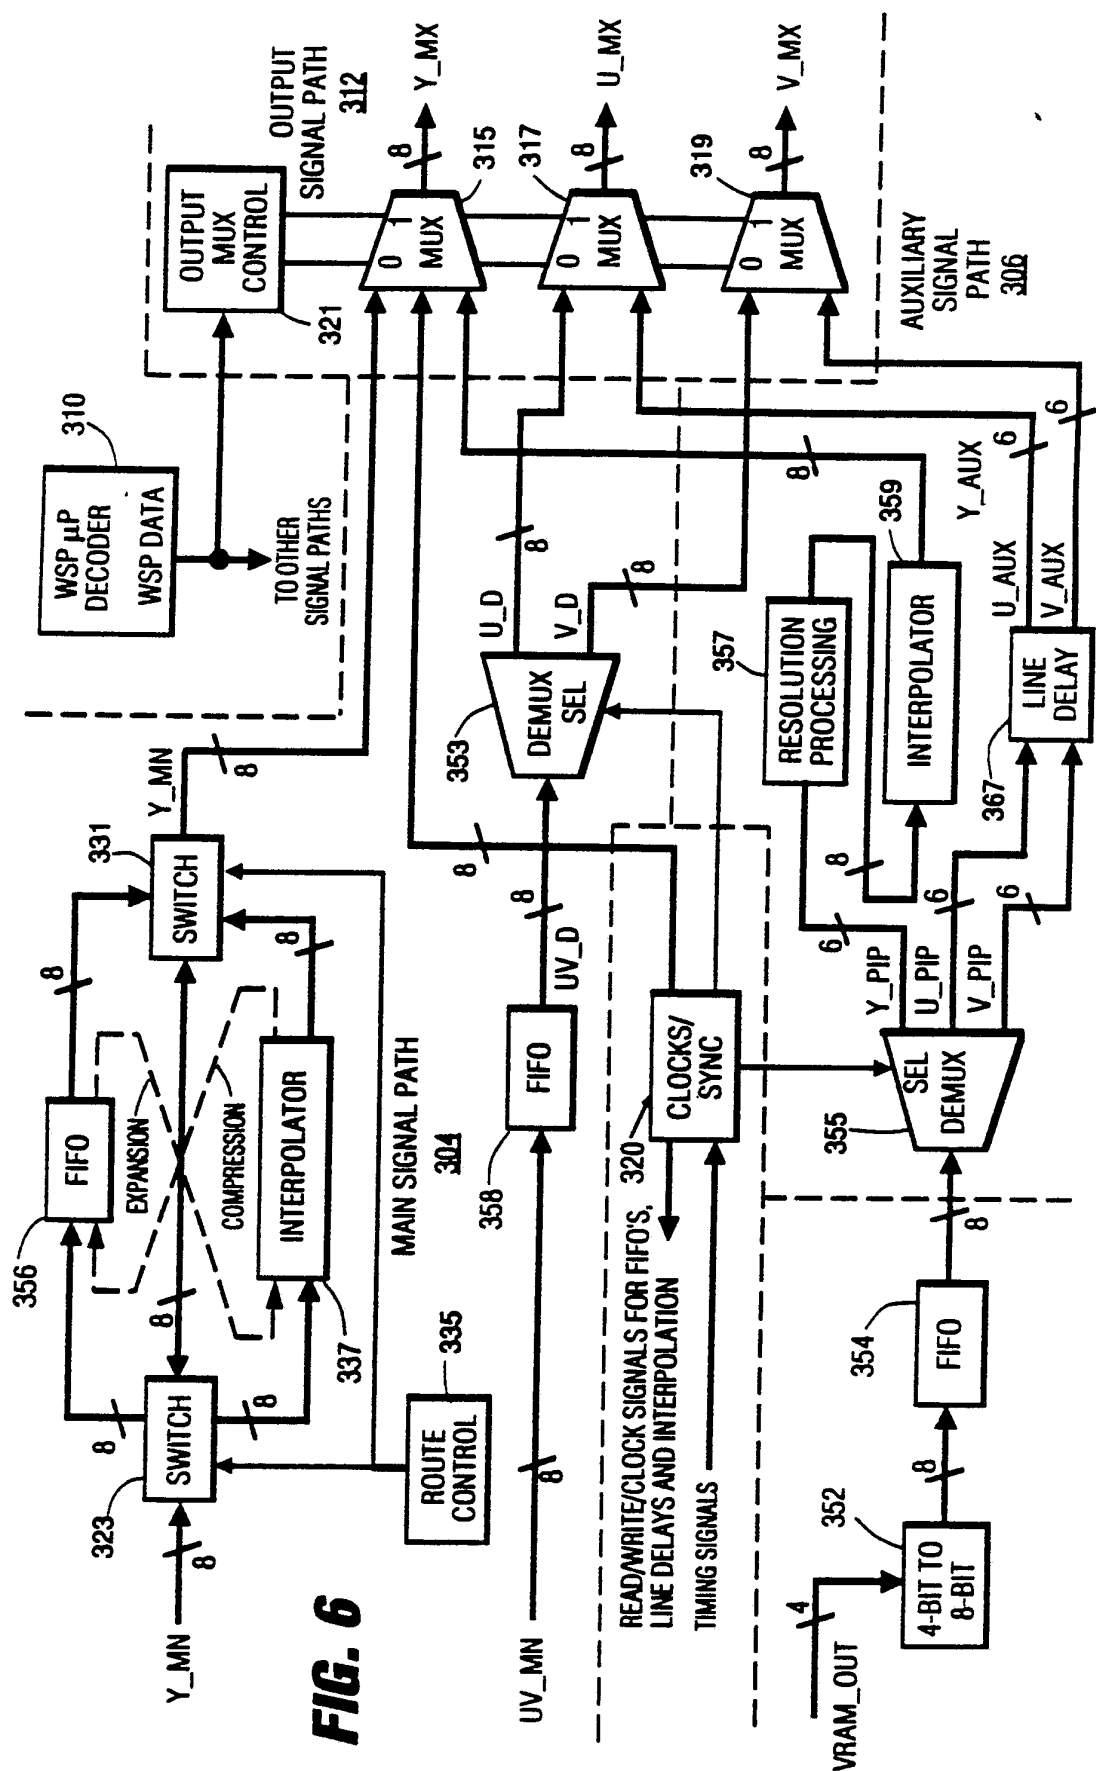 WSP µP
DECODER
WSP DATA
310
TO OTHER
SIGNAL PATHS
OUTPUT
MUX
CONTROL
321
OUTPUT
SIGNAL PATH
312
Y_MN
8
SWITCH
323
8
8
FIFO
356
8
EXPANSION
COMPRESSION
8
INTERPOLATOR
337
8
SWITCH
331
Y_MN
8
MAIN SIGNAL PATH
304
ROUTE
CONTROL
335
0 1
MUX
315
8
Y_MX
0 1
MUX
317
8
U_MX
0 1
MUX
319
8
V_MX
UV_MN
8
FIFO
358
8
UV_D
DEMUX
SEL
353
U_D
8
V_D
8
8
CLOCKS/
SYNC
320
READ/WRITE/CLOCK SIGNALS FOR FIFO'S,
LINE DELAYS AND INTERPOLATION
TIMING SIGNALS
AUXILIARY
SIGNAL
PATH
306
VRAM_OUT
4
4-BIT TO
8-BIT
352
8
FIFO
354
8
SEL
DEMUX
355
Y_PIP
6
U_PIP
6
V_PIP
6
RESOLUTION
PROCESSING
357
8
INTERPOLATOR
359
8
Y_AUX
LINE
DELAY
367
U_AUX
6
V_AUX
6
FIG. 6